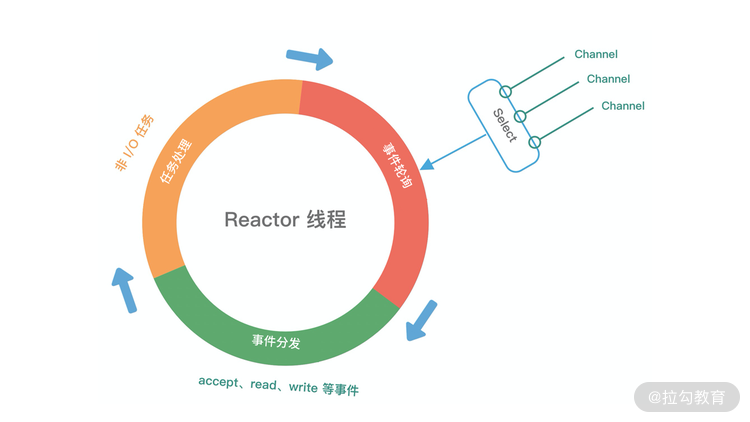 Channel
Channel
Channel
Select
事件轮询
非 I/O 任务
任务处理
Reactor 线程
事件分发
accept、read、write 等事件
@拉勾教育